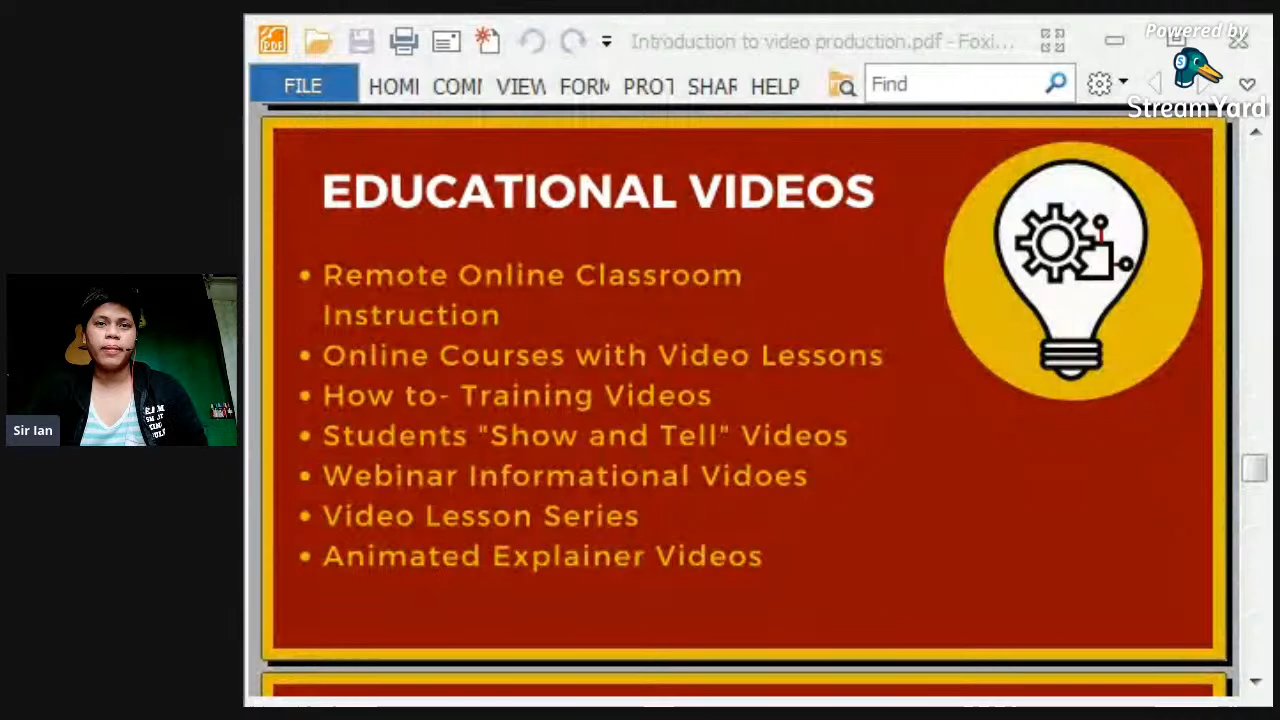 Introduction to video production.pdf - Foxi...
Powered by
StreamYard
FILE HOMI COMI VIEW FORM PROT SHAR HELP Find
EDUCATIONAL VIDEOS
• Remote Online Classroom
Instruction
• Online Courses with Video Lessons
• How to- Training Videos
• Students "Show and Tell" Videos
• Webinar Informational Vidoes
• Video Lesson Series
• Animated Explainer Videos
Sir Ian